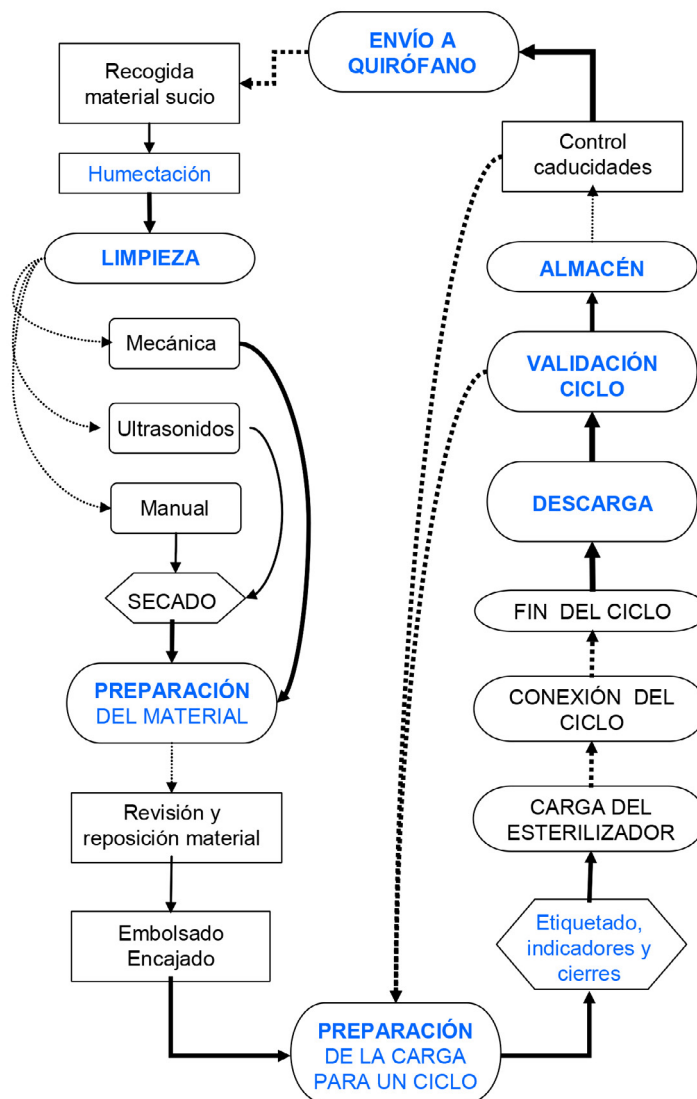 ENVÍO A
QUIRÓFANO
Recogida
material sucio
Humectación
LIMPIEZA
Mecánica
Ultrasonidos
Manual
SECADO
PREPARACIÓN
DEL MATERIAL
Revisión y
reposición material
Embolsado
Encajado
PREPARACIÓN
DE LA CARGA
PARA UN CICLO
Etiquetado,
indicadores y
cierres
CARGA DEL
ESTERILIZADOR
CONEXIÓN DEL
CICLO
FIN DEL CICLO
DESCARGA
VALIDACIÓN
CICLO
ALMACÉN
Control
caducidades